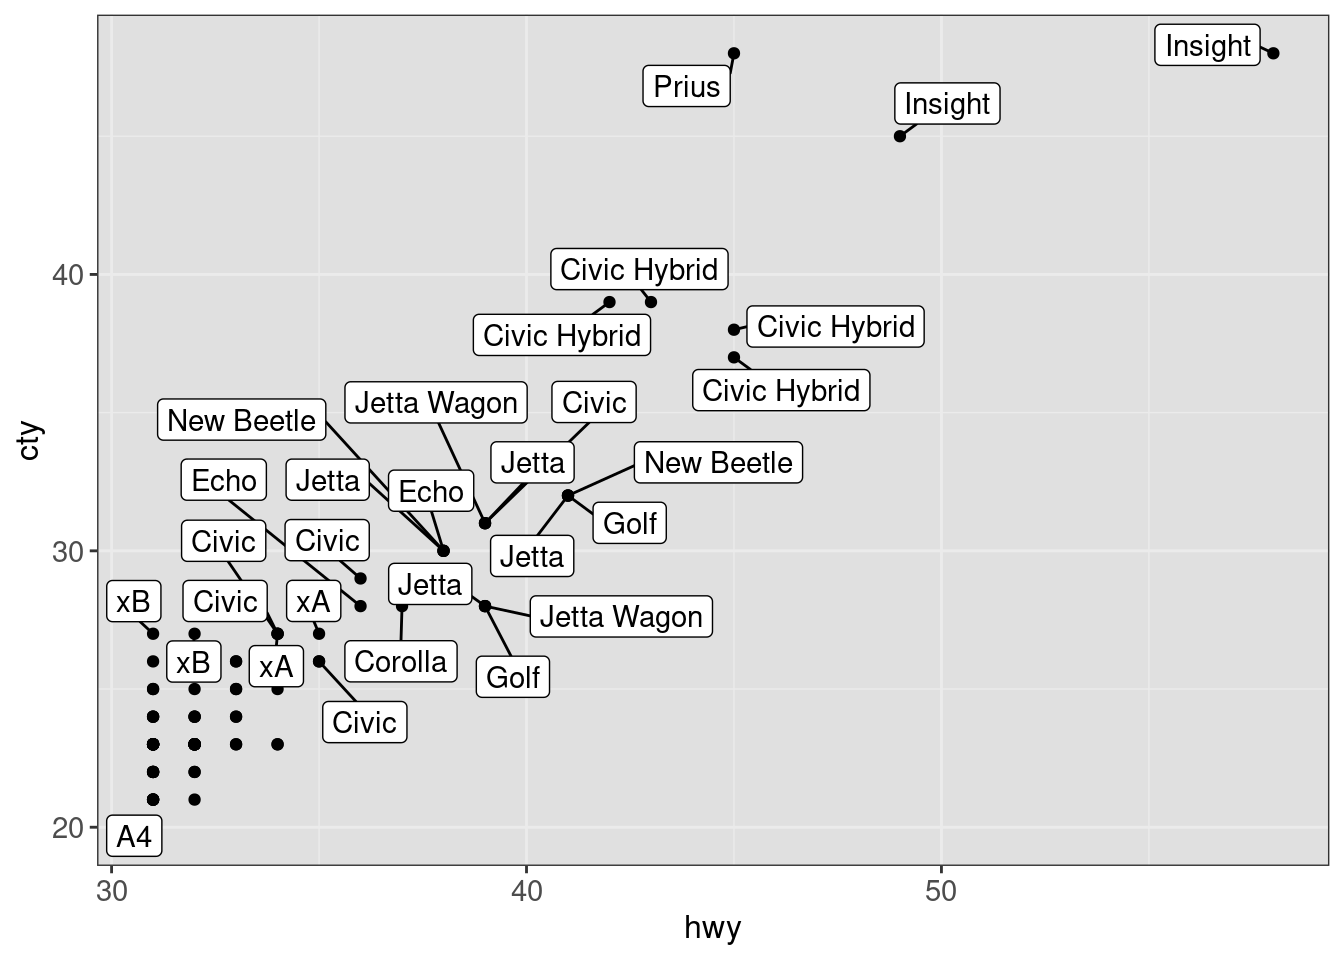 Insight
Prius
Insight
Civic Hybrid
40
Civic Hybrid
Civic Hybrid
Civic Hybrid
Jetta Wagon
Civic
New Beetle
cty
Jetta
New Beetle
Echo
Jetta
Echo
Golf
Civic
Civic
30
Jetta
Jetta
xB
Civic
xA
Jetta Wagon
xB
xA
Corolla
Golf
Civic
20
A4
30
40
50
hwy